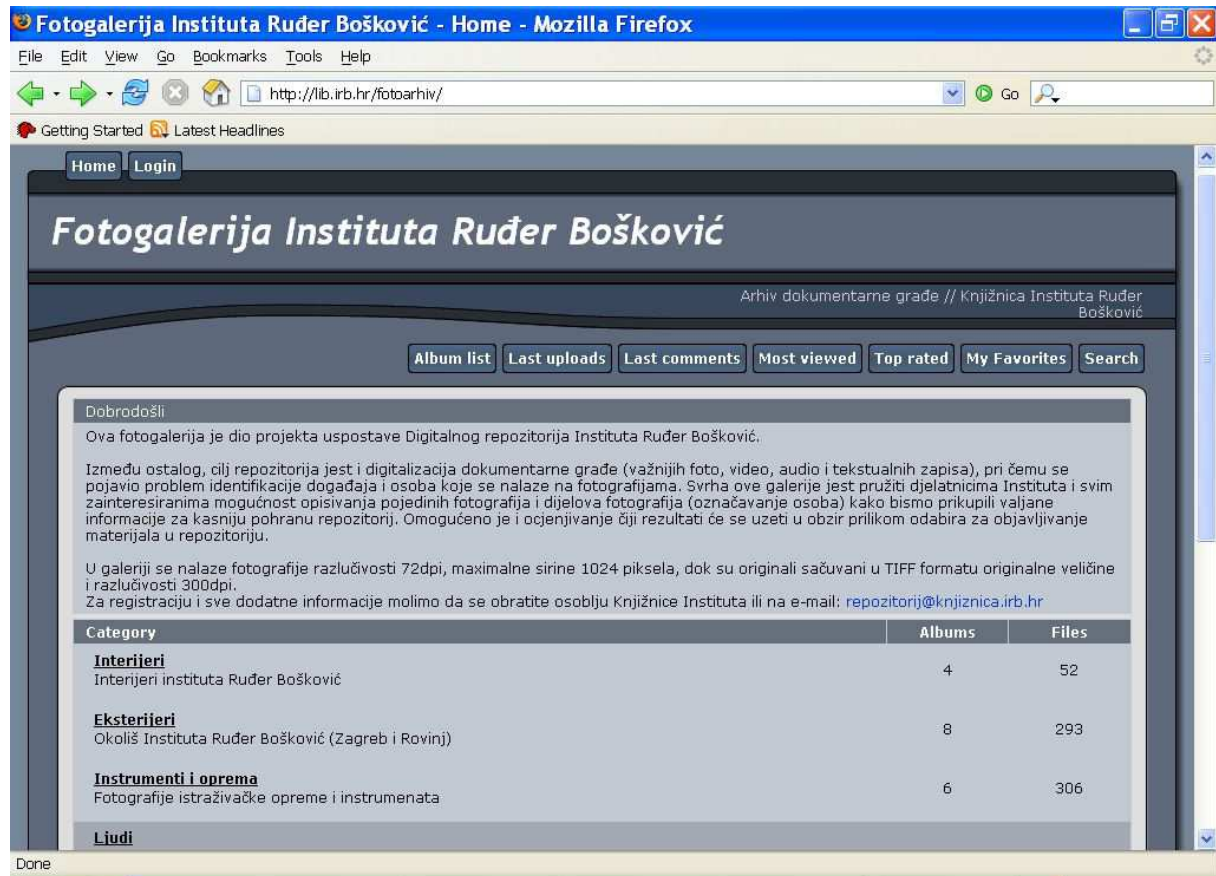 Fotogalerija Instituta Ruđer Bošković - Home - Mozilla Firefox
File Edit View Go Bookmarks Tools Help
http://lib.irb.hr/fotoarhiv/ Go
Getting Started Latest Headlines
Home Login
Fotogalerija Instituta Ruđer Bošković
Arhiv dokumentarne građe // Knjižnica Instituta Ruđer
Bošković
Album list Last uploads Last comments Most viewed Top rated My Favorites Search
Dobrodošli
Ova fotogalerija je dio projekta uspostave Digitalnog repozitorija Instituta Ruđer Bošković.
Između ostalog, cilj repozitorija jest i digitalizacija dokumentarne građe (važnijih foto, video, audio i tekstualnih zapisa), pri čemu se
pojavio problem identifikacije događaja i osoba koje se nalaze na fotografijama. Svrha ove galerije jest pružiti djelatnicima Instituta i svim
zainteresiranima mogućnost opisivanja pojedinih fotografija i dijelova fotografija (označavanje osoba) kako bismo prikupili valjane
informacije za kasniju pohranu repozitorij. Omogućeno je i ocjenjivanje čiji rezultati će se uzeti u obzir prilikom odabira za objavljivanje
materijala u repozitoriju.
U galeriji se nalaze fotografije razlučivosti 72dpi, maximalne sirine 1024 piksela, dok su originali sačuvani u TIFF formatu originalne veličine
i razlučivosti 300dpi.
Za registraciju i sve dodatne informacije molimo da se obratite osoblju Knjižnice Instituta ili na e-mail: repozitorij@knjiznica.irb.hr
Category Albums Files
Interijeri
Interijeri instituta Ruđer Bošković 4 52
Eksterijeri
Okoliš Instituta Ruđer Bošković (Zagreb i Rovinj) 8 293
Instrumenti i oprema
Fotografije istraživačke opreme i instrumenata 6 306
Ljudi
Done